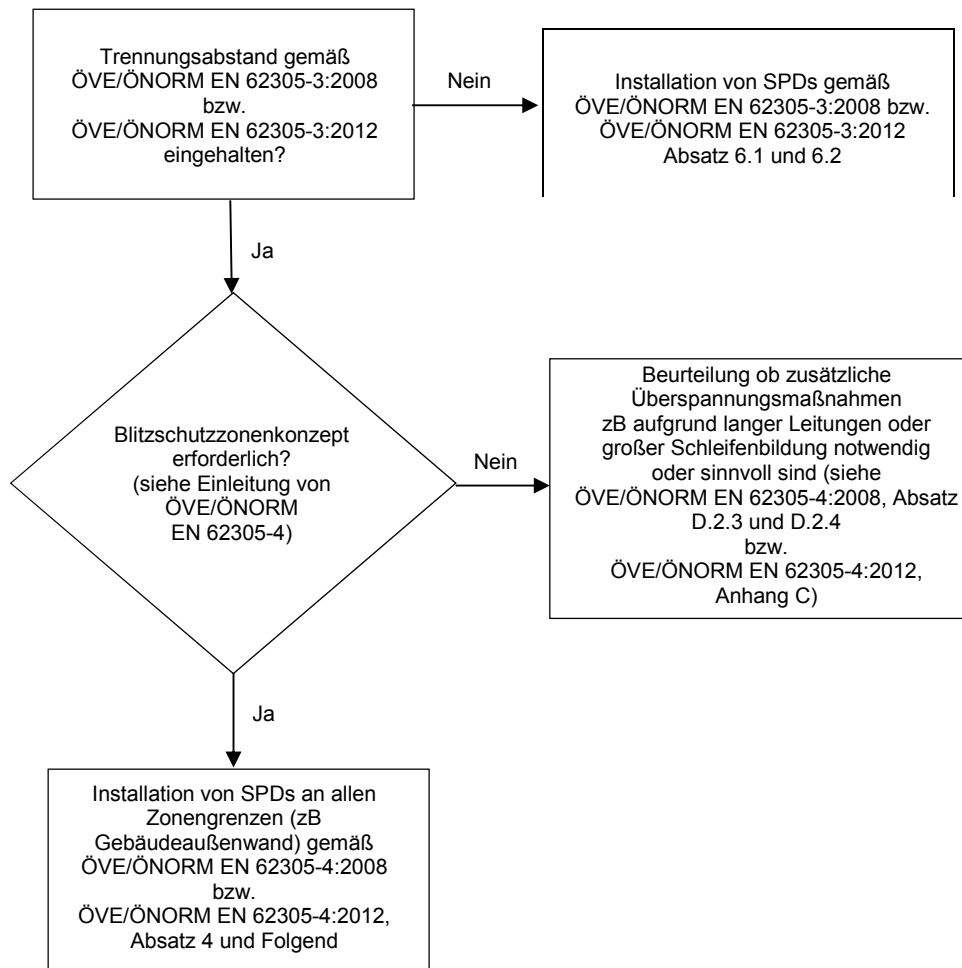 Trennungsabstand gemäß
ÖVE/ÖNORM EN 62305-3:2008
bzw.
ÖVE/ÖNORM EN 62305-3:2012
eingehalten?
Nein
Installation von SPDs gemäß
ÖVE/ÖNORM EN 62305-3:2008 bzw.
ÖVE/ÖNORM EN 62305-3:2012
Absatz 6.1 und 6.2
Ja
Blitzschutzzonenkonzept
erforderlich?
(siehe Einleitung von
ÖVE/ÖNORM
EN 62305-4)
Nein
Beurteilung ob zusätzliche
Überspannungsmaßnahmen
zB aufgrund langer Leitungen oder
großer Schleifenbildung notwendig
oder sinnvoll sind (siehe
ÖVE/ÖNORM EN 62305-4:2008, Absatz
D.2.3 und D.2.4
bzw.
ÖVE/ÖNORM EN 62305-4:2012,
Anhang C)
Ja
Installation von SPDs an allen
Zonengrenzen (zB
Gebäudeaußenwand) gemäß
ÖVE/ÖNORM EN 62305-4:2008
bzw.
ÖVE/ÖNORM EN 62305-4:2012,
Absatz 4 und Folgend